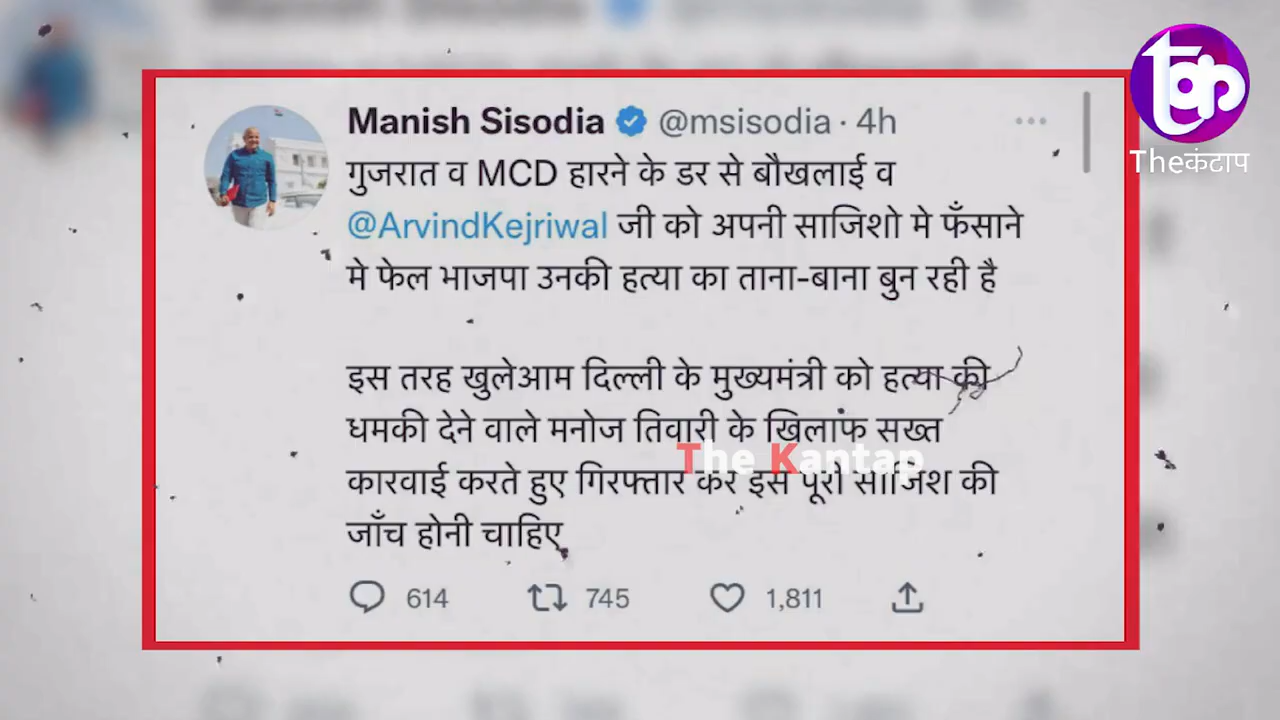 Manish Sisodia @msisodia · 4h
गुजरात व MCD हारने के डर से बौखलाई व
@ArvindKejriwal जी को अपनी साजिशो मे फँसाने
मे फेल भाजपा उनकी हत्या का ताना-बाना बुन रही है
इस तरह खुलेआम दिल्ली के मुख्यमंत्री को हत्या की
धमकी देने वाले मनोज तिवारी के खिलाफ सख्त
कारवाई करते हुए गिरफ्तार कर इस पूरी साजिश की
जाँच होनी चाहिए
614 745 1,811
The Kantap
Theकंटाप